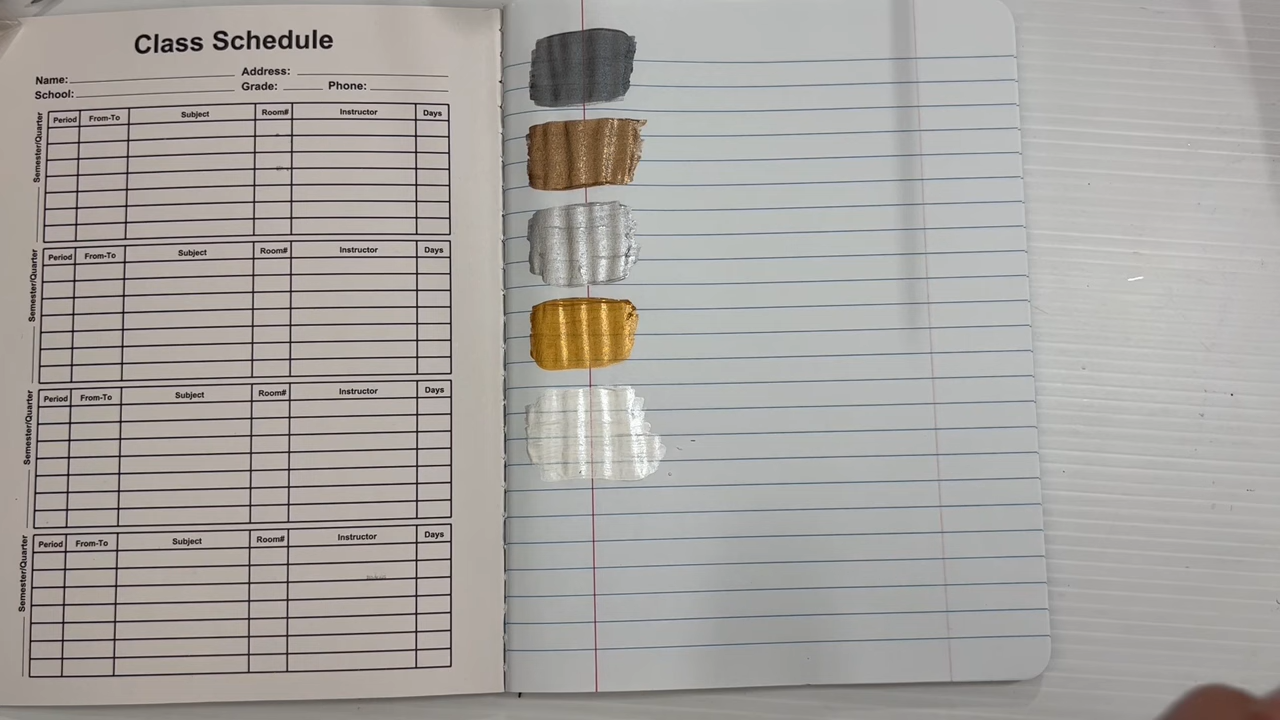 Class Schedule
Name: Address:
School: Grade: Phone:
Semester/Quarter
Period From-To Subject Room# Instructor Days
Semester/Quarter
Period From-To Subject Room# Instructor Days
Semester/Quarter
Period From-To Subject Room# Instructor Days
Semester/Quarter
Period From-To Subject Room# Instructor Days